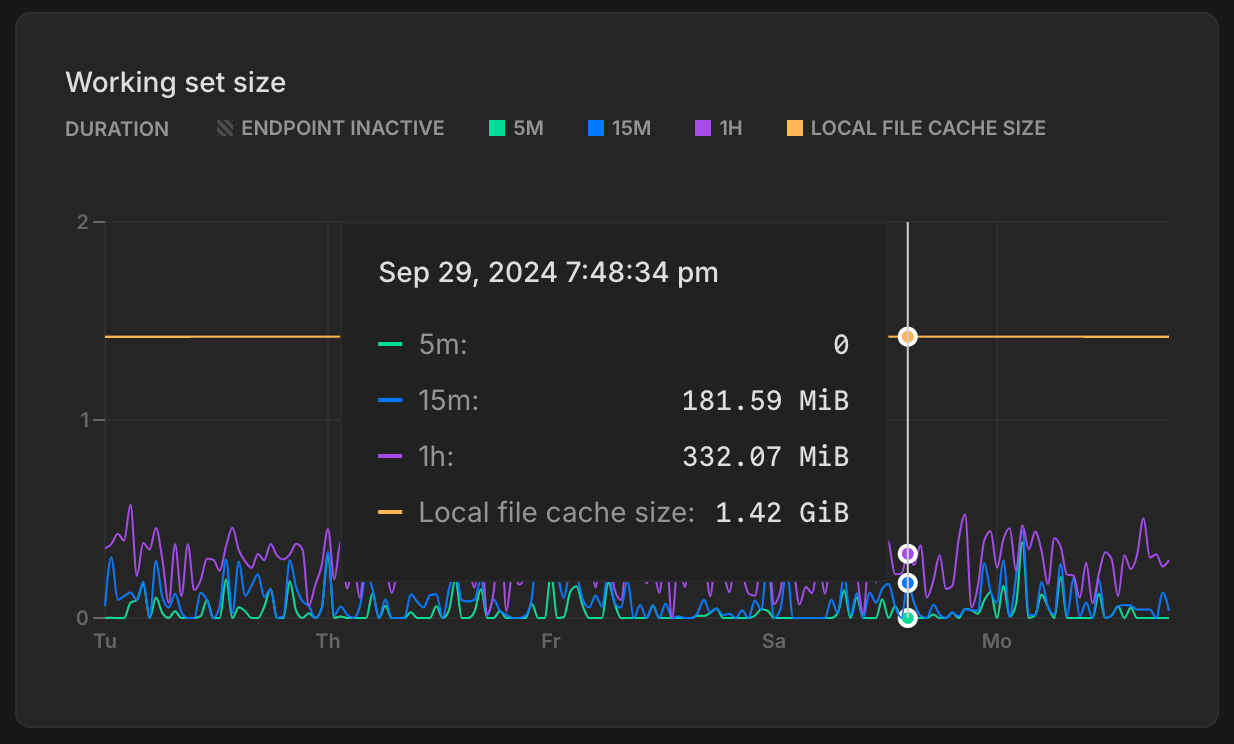 Working set size
DURATION ENDPOINT INACTIVE 5M 15M 1H LOCAL FILE CACHE SIZE
2
Sep 29, 2024 7:48:34 pm
5m: 0
15m: 181.59 MiB
1
1h: 332.07 MiB
Local file cache size: 1.42 GiB
0
Tu Th Fr Sa Mo